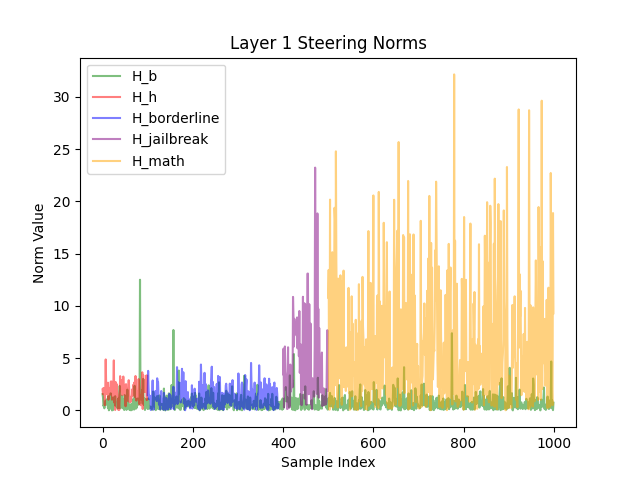 Layer 1 Steering Norms
H_b
H_h
H_borderline
H_jailbreak
H_math
Norm Value
30
25
20
15
10
5
0
0 200 400 600 800 1000
Sample Index